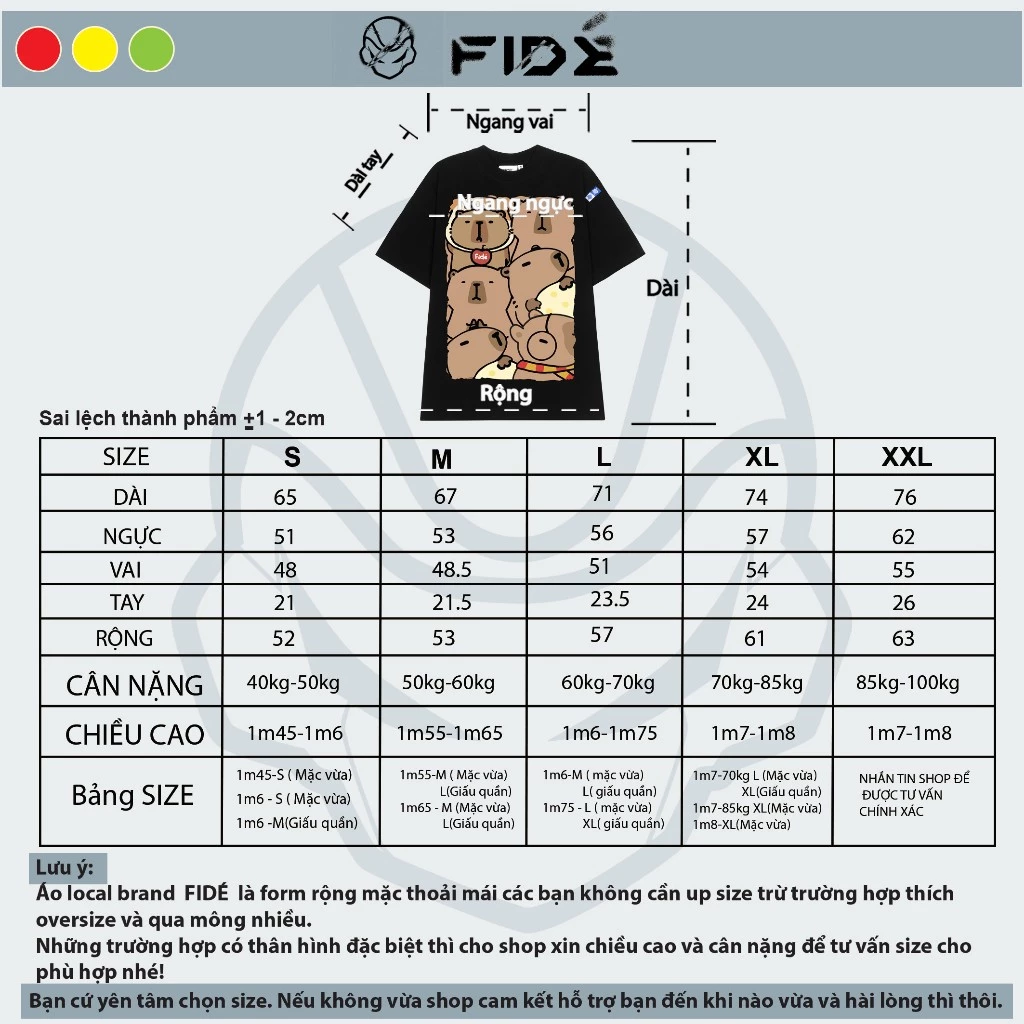 FIDÉ
Ngang vai
Dài tay
Ngang ngực
Fidé
Dài
Rộng
Sai lệch thành phẩm ±1 - 2cm
SIZE S M L XL XXL
DÀI 65 67 71 74 76
NGỰC 51 53 56 57 62
VAI 48 48.5 51 54 55
TAY 21 21.5 23.5 24 26
RỘNG 52 53 57 61 63
CÂN NẶNG 40kg-50kg 50kg-60kg 60kg-70kg 70kg-85kg 85kg-100kg
CHIỀU CAO 1m45-1m6 1m55-1m65 1m6-1m75 1m7-1m8 1m7-1m8
Bảng SIZE
1m45-S ( Mặc vừa)
1m6 - S ( Mặc vừa)
1m6 -M(Giấu quần)
1m55-M ( Mặc vừa)
L(Giấu quần)
1m65 - M (Mặc vừa)
L(Giấu quần)
1m6-M ( mặc vừa)
L( giấu quần)
1m75 - L ( mặc vừa)
XL( giấu quần)
1m7-70kg L (Mặc vừa)
XL(Giấu quần)
1m7-85kg XL(Mặc vừa)
1m8-XL(Mặc vừa)
NHẮN TIN SHOP ĐỂ
ĐƯỢC TƯ VẤN
CHÍNH XÁC
Lưu ý:
Áo local brand FIDÉ là form rộng mặc thoải mái các bạn không cần up size trừ trường hợp thích
oversize và qua mông nhiều.
Những trường hợp có thân hình đặc biệt thì cho shop xin chiều cao và cân nặng để tư vấn size cho
phù hợp nhé!
Bạn cứ yên tâm chọn size. Nếu không vừa shop cam kết hỗ trợ bạn đến khi nào vừa và hài lòng thì thôi.